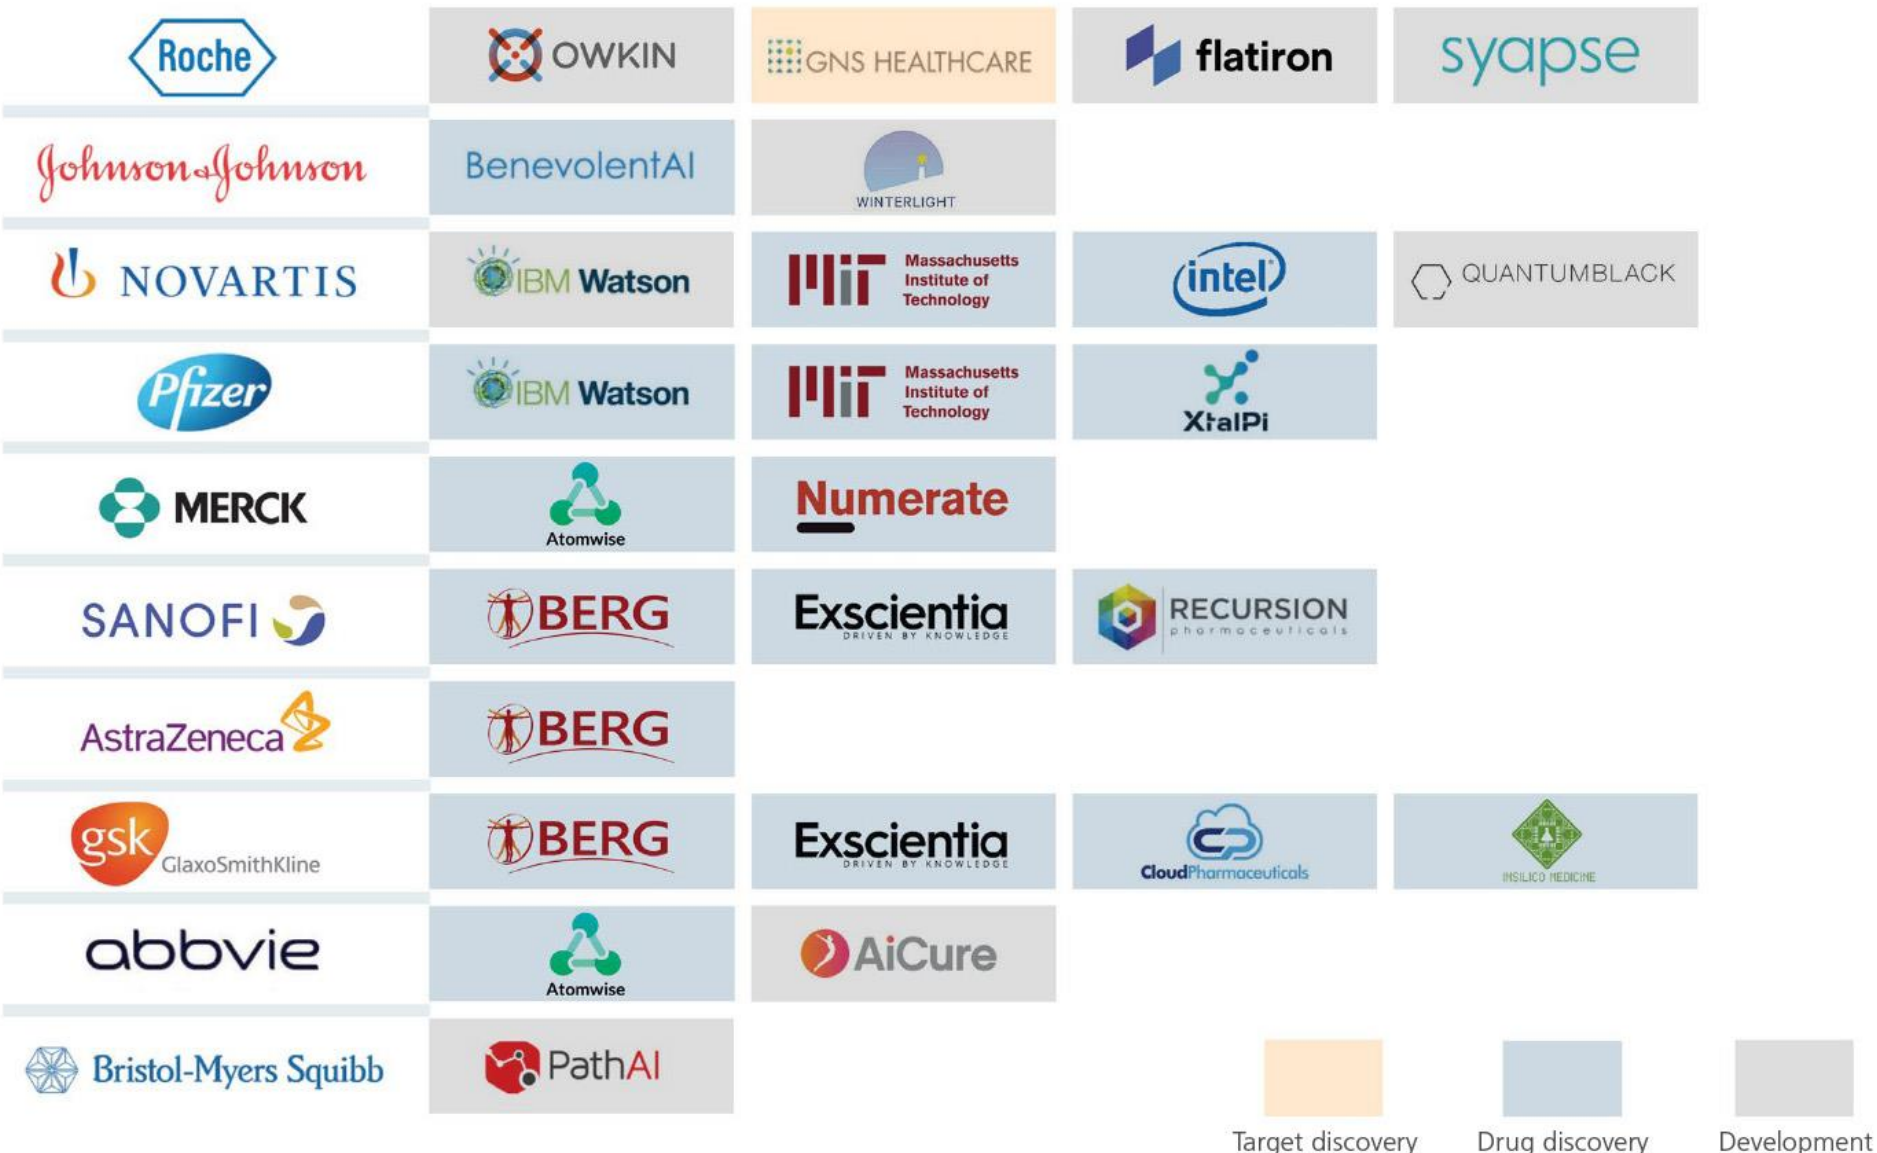 Roche
OWKIN
GNS HEALTHCARE
flatiron
syapse
Johnson & Johnson
BenevolentAI
WINTERLIGHT
NOVARTIS
IBM Watson
Massachusetts
Institute of
Technology
intel
QUANTUMBLACK
Pfizer
IBM Watson
Massachusetts
Institute of
Technology
XtalPi
MERCK
Atomwise
Numerate
SANOFI
BERG
Exscientia
DRIVEN BY KNOWLEDGE
RECURSION
pharmaceuticals
AstraZeneca
BERG
gsk
GlaxoSmithKline
BERG
Exscientia
DRIVEN BY KNOWLEDGE
CloudPharmaceuticals
INSILICO MEDICINE
abbvie
Atomwise
AiCure
Bristol-Myers Squibb
PathAI
Target discovery
Drug discovery
Development